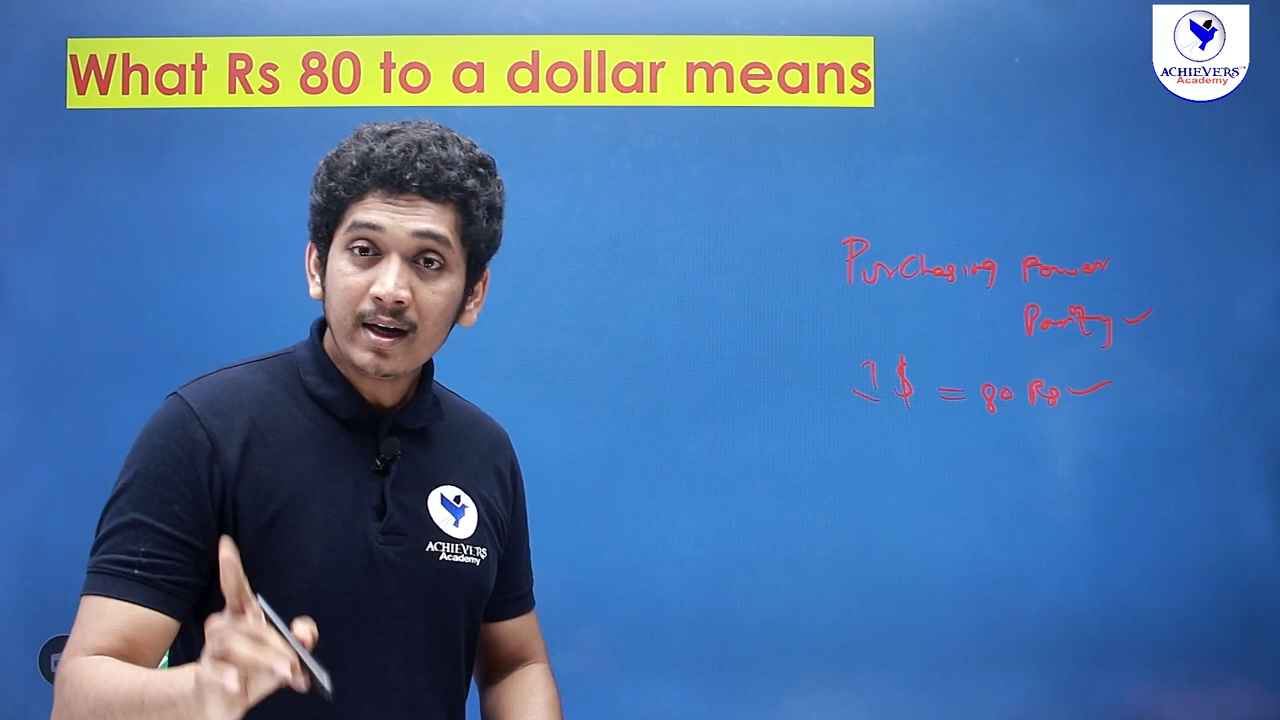 What Rs 80 to a dollar means
ACHIEVERS
Academy
Purchasing Power
Parity
1 $ = 80 Rs
ACHIEVERS
Academy